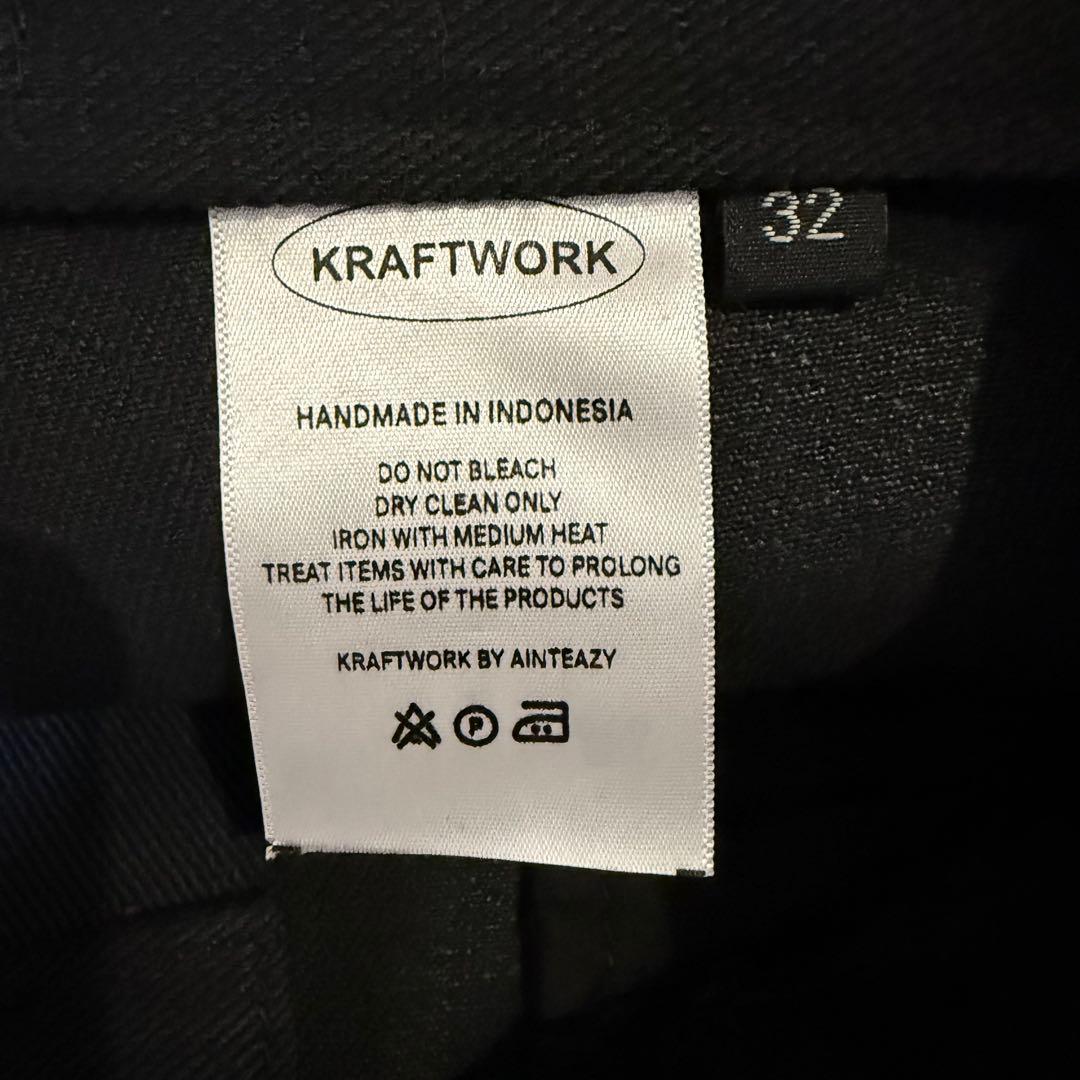 KRAFTWORK
32
HANDMADE IN INDONESIA
DO NOT BLEACH
DRY CLEAN ONLY
IRON WITH MEDIUM HEAT
TREAT ITEMS WITH CARE TO PROLONG
THE LIFE OF THE PRODUCTS
KRAFTWORK BY AINTEAZY
P